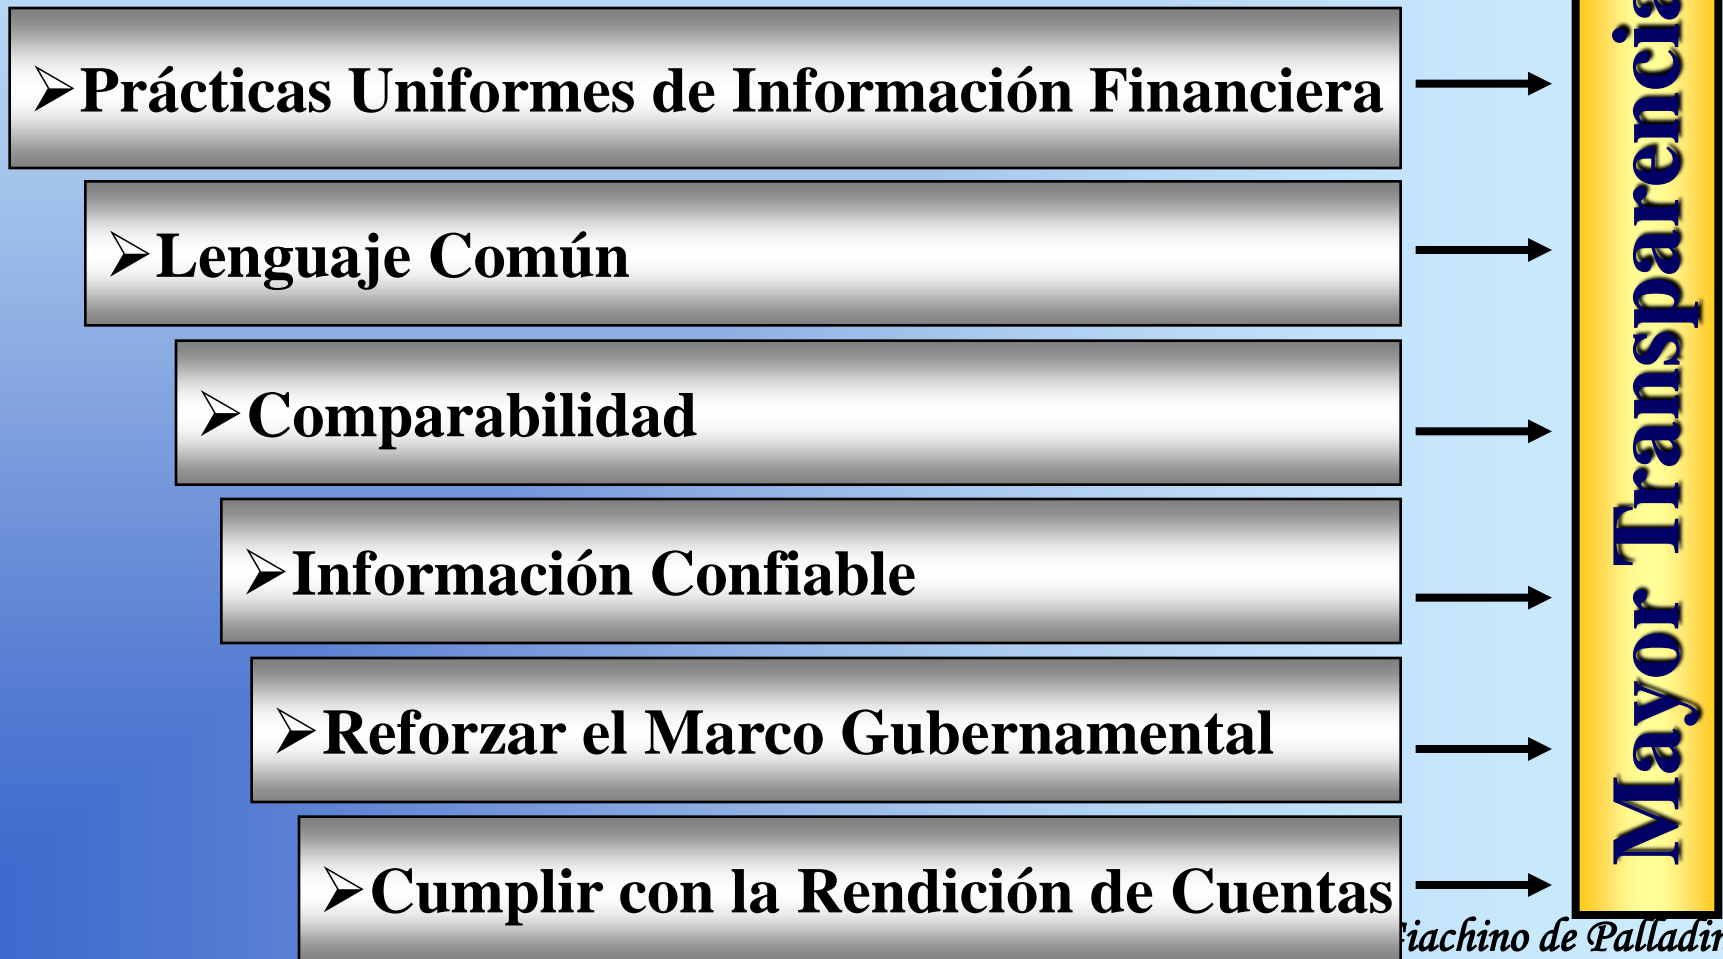 ➢Prácticas Uniformes de Información Financiera
➢Lenguaje Común
➢Comparabilidad
➢Información Confiable
➢Reforzar el Marco Gubernamental
➢Cumplir con la Rendición de Cuentas
Mayor Transparencia
de